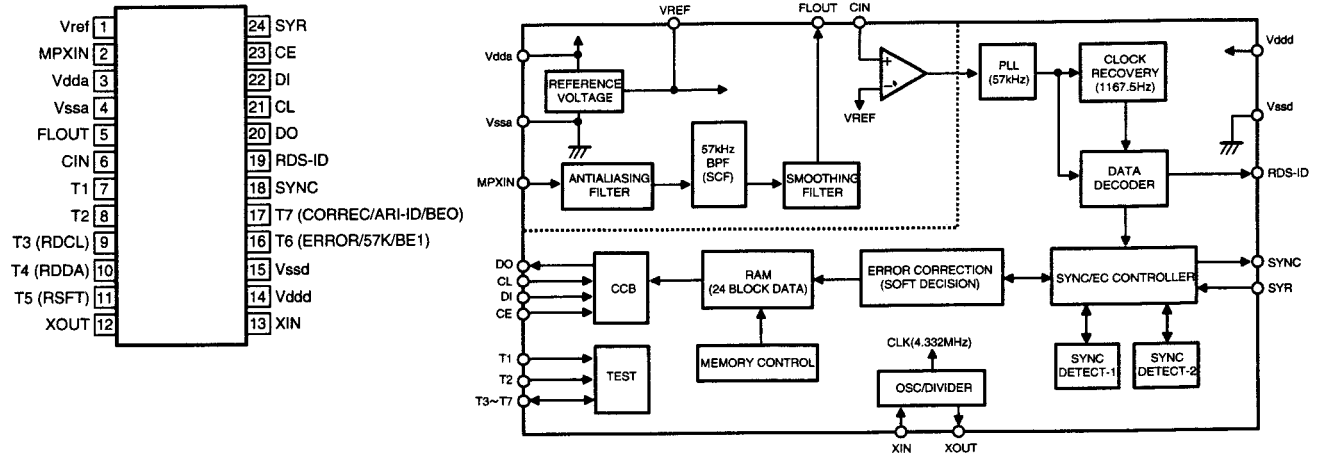 Vref 1
MPXIN 2
Vdda 3
Vssa 4
FLOUT 5
CIN 6
T1 7
T2 8
T3 (RDCL) 9
T4 (RDDA) 10
T5 (RSFT) 11
XOUT 12
24 SYR
23 CE
22 DI
21 CL
20 DO
19 RDS-ID
18 SYNC
17 T7 (CORREC/ARI-ID/BEO)
16 T6 (ERROR/57K/BE1)
15 Vssd
14 Vddd
13 XIN
VREF
FLOUT
CIN
Vdda
REFERENCE
VOLTAGE
Vssa
+
-
VREF
PLL
(57kHz)
CLOCK
RECOVERY
(1167.5Hz)
Vddd
Vssd
MPXIN
ANTIALIASING
FILTER
57kHz
BPF
(SCF)
SMOOTHING
FILTER
DATA
DECODER
RDS-ID
DO
CL
DI
CE
CCB
RAM
(24 BLOCK DATA)
ERROR CORRECTION
(SOFT DECISION)
SYNC/EC CONTROLLER
SYNC
SYR
T1
T2
T3~T7
TEST
MEMORY CONTROL
CLK(4.332MHz)
OSC/DIVIDER
SYNC
DETECT-1
SYNC
DETECT-2
XIN
XOUT